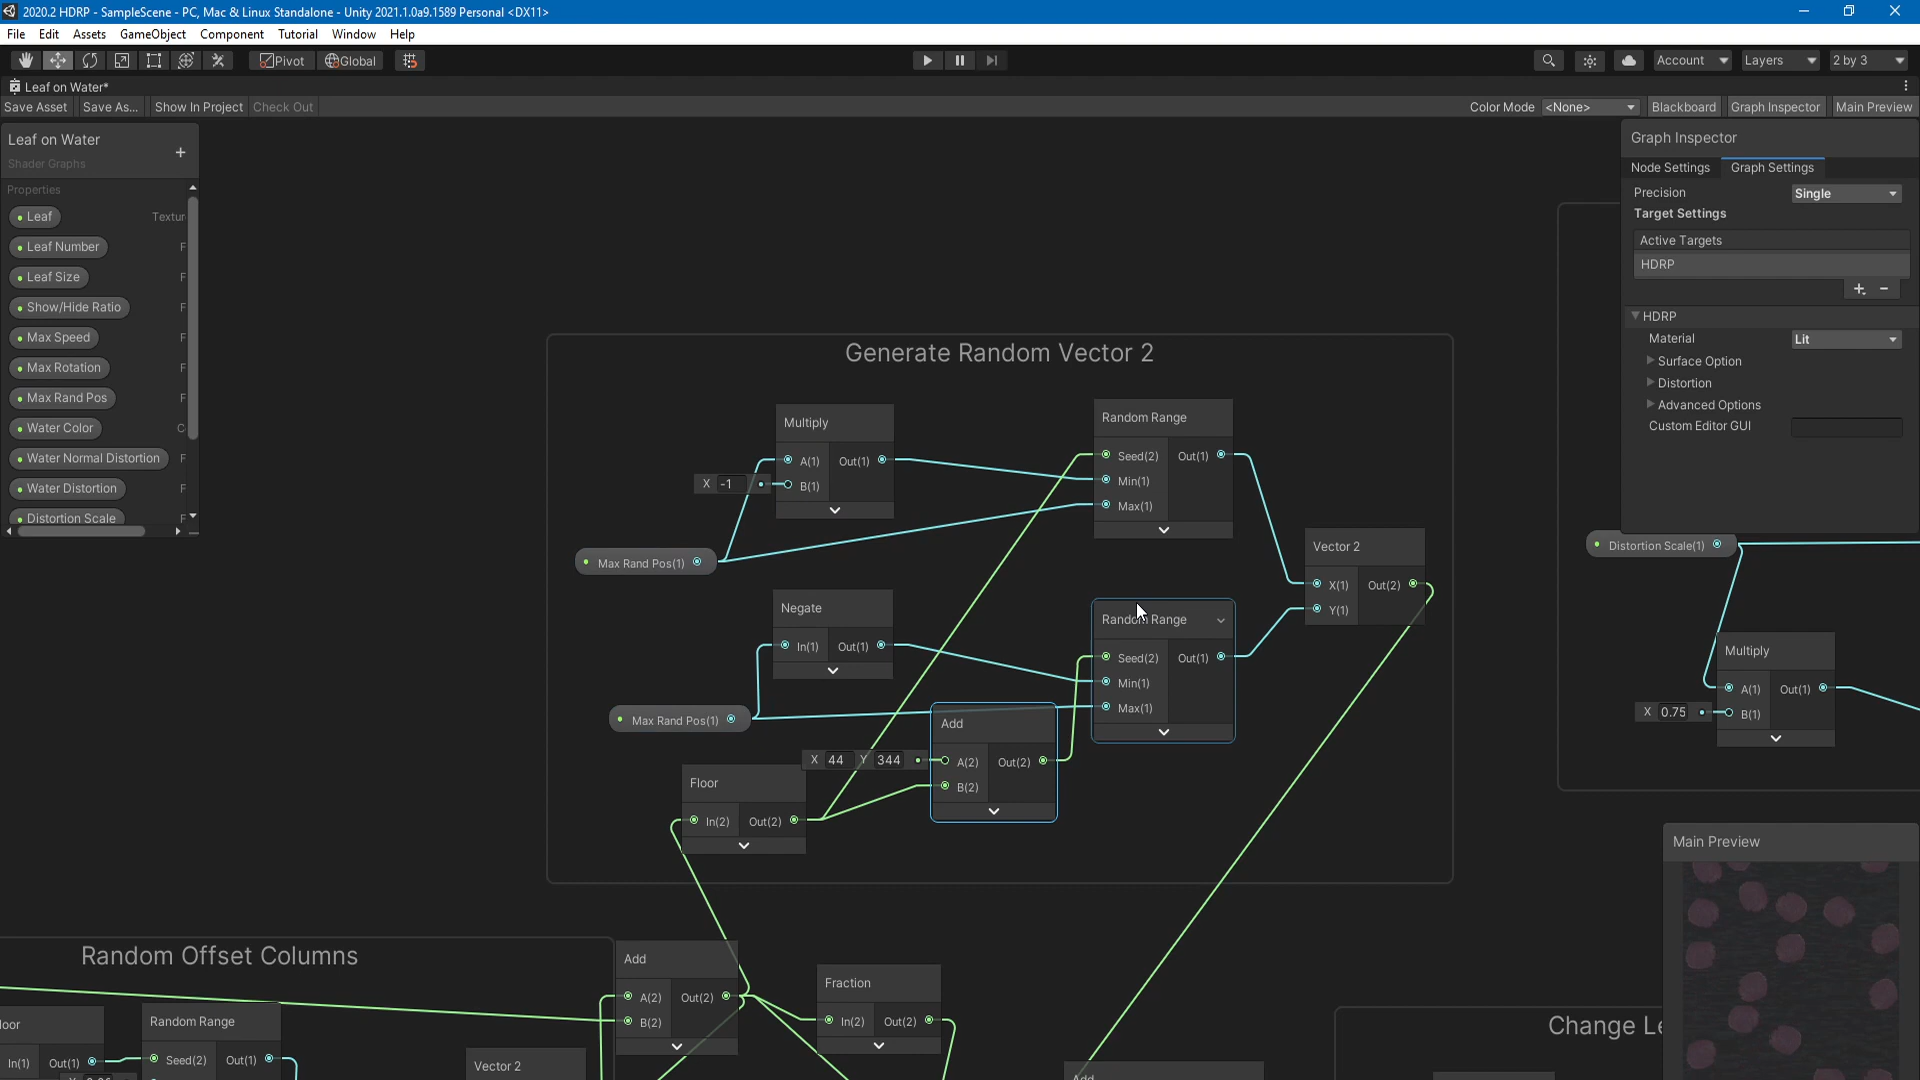 2020.2 HDRP - SampleScene - PC, Mac & Linux Standalone - Unity 2021.1.0a9.1589 Personal <DX11>
File Edit Assets GameObject Component Tutorial Window Help
Pivot Global Account Layers 2 by 3
Leaf on Water*
Save Asset Save As... Show In Project Check Out Color Mode <None> Blackboard Graph Inspector Main Preview
Leaf on Water
Shader Graphs
Properties
Leaf Textur
Leaf Number F
Leaf Size F
Show/Hide Ratio F
Max Speed F
Max Rotation F
Max Rand Pos F
Water Color C
Water Normal Distortion F
Water Distortion F
Distortion Scale F
Graph Inspector
Node Settings Graph Settings
Precision Single
Target Settings
Active Targets
HDRP
HDRP
Material Lit
Surface Option
Distortion
Advanced Options
Custom Editor GUI
Generate Random Vector 2
Multiply
A(1) Out(1)
X -1 B(1)
Random Range
Seed(2) Out(1)
Min(1)
Max(1)
Max Rand Pos(1)
Vector 2
X(1) Out(2)
Y(1)
Negate
In(1) Out(1)
Random Range
Seed(2) Out(1)
Min(1)
Max(1)
Max Rand Pos(1)
Add
X 44 Y 344 A(2) Out(2)
B(2)
Floor
In(2) Out(2)
Distortion Scale(1)
Multiply
A(1) Out(1)
X 0.75 B(1)
Main Preview
Random Offset Columns
Add
A(2) Out(2)
B(2)
Fraction
In(2) Out(2)
loor
In(1) Out(1)
Random Range
Seed(2) Out(1)
Vector 2
Change Le
Add